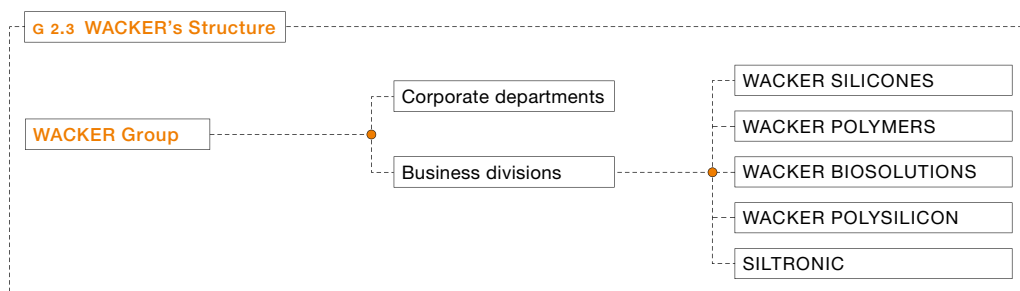 G 2.3 WACKER's Structure
WACKER Group
Corporate departments
Business divisions
WACKER SILICONES
WACKER POLYMERS
WACKER BIOSOLUTIONS
WACKER POLYSILICON
SILTRONIC